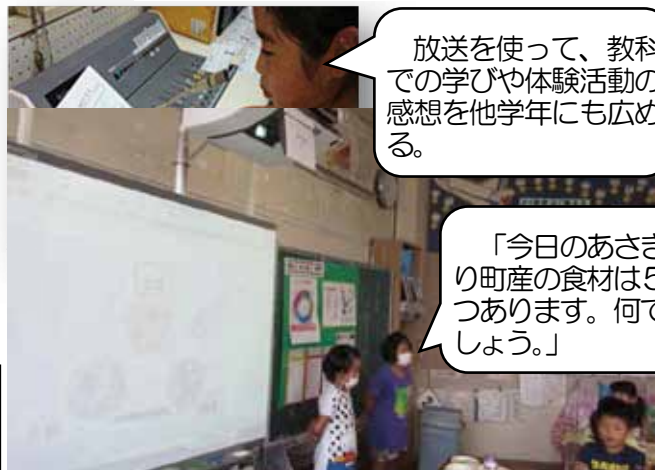 放送を使って、教科
での学びや体験活動の
感想を他学年にも広め
る。
「今日のあさぎ
り町産の食材は５
つあります。何で
しょう。」